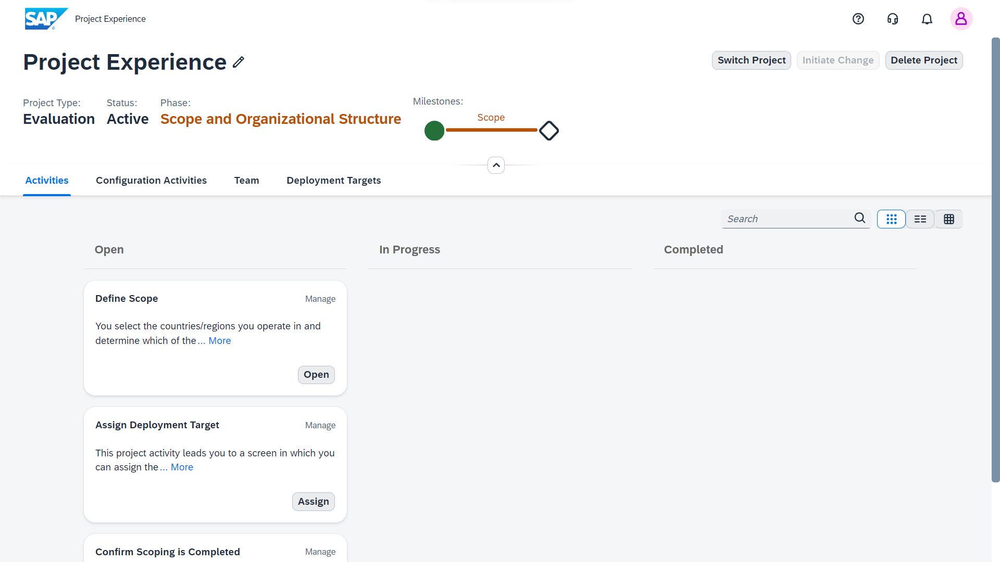 SAP
Project Experience
Project Experience
Switch Project
Initiate Change
Delete Project
Project Type:
Evaluation
Status:
Active
Phase:
Scope and Organizational Structure
Milestones:
Scope
Activities
Configuration Activities
Team
Deployment Targets
Search
Open
In Progress
Completed
Define Scope
Manage
You select the countries/regions you operate in and
determine which of the... More
Open
Assign Deployment Target
Manage
This project activity leads you to a screen in which you
can assign the... More
Assign
Confirm Scoping is Completed
Manage